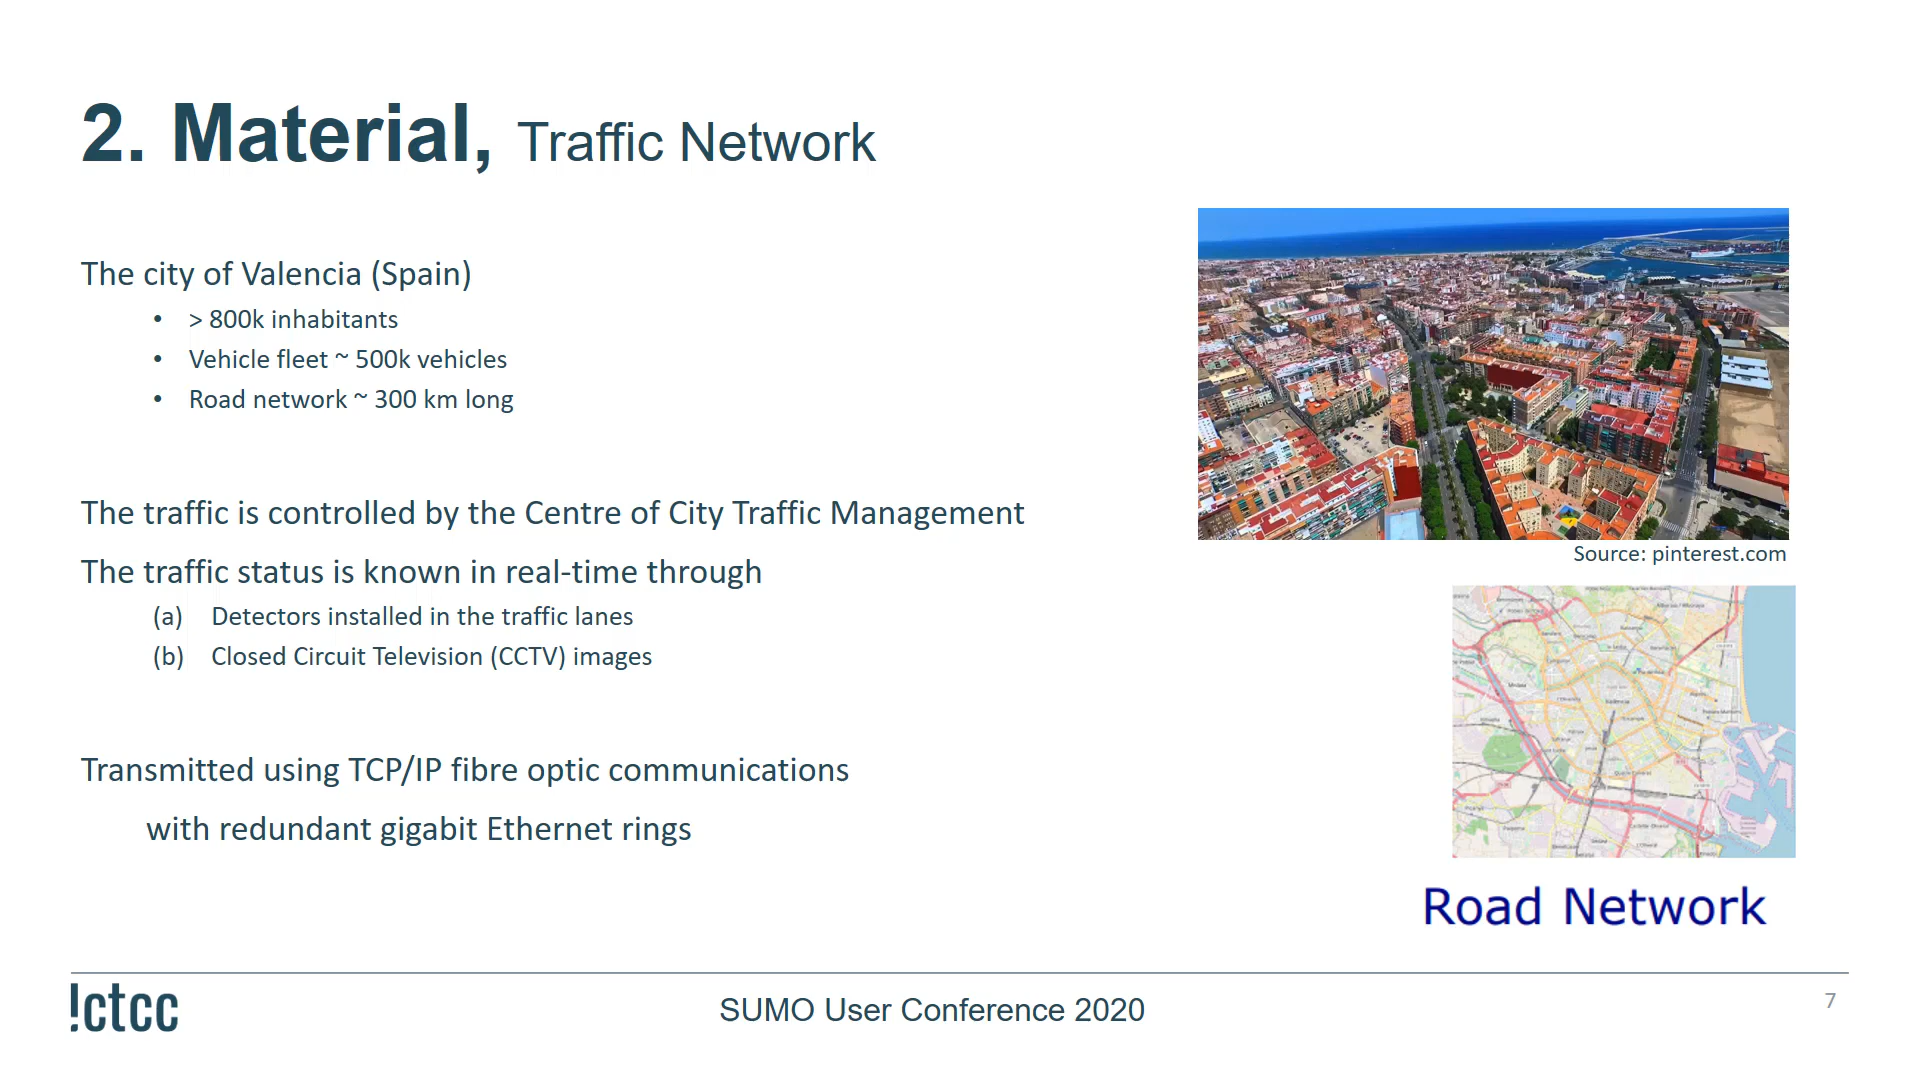 2. Material, Traffic Network
The city of Valencia (Spain)
• > 800k inhabitants
• Vehicle fleet ~ 500k vehicles
• Road network ~ 300 km long
The traffic is controlled by the Centre of City Traffic Management
The traffic status is known in real-time through
(a) Detectors installed in the traffic lanes
(b) Closed Circuit Television (CCTV) images
Transmitted using TCP/IP fibre optic communications
with redundant gigabit Ethernet rings
Source: pinterest.com
Road Network
!ctcc
SUMO User Conference 2020
7